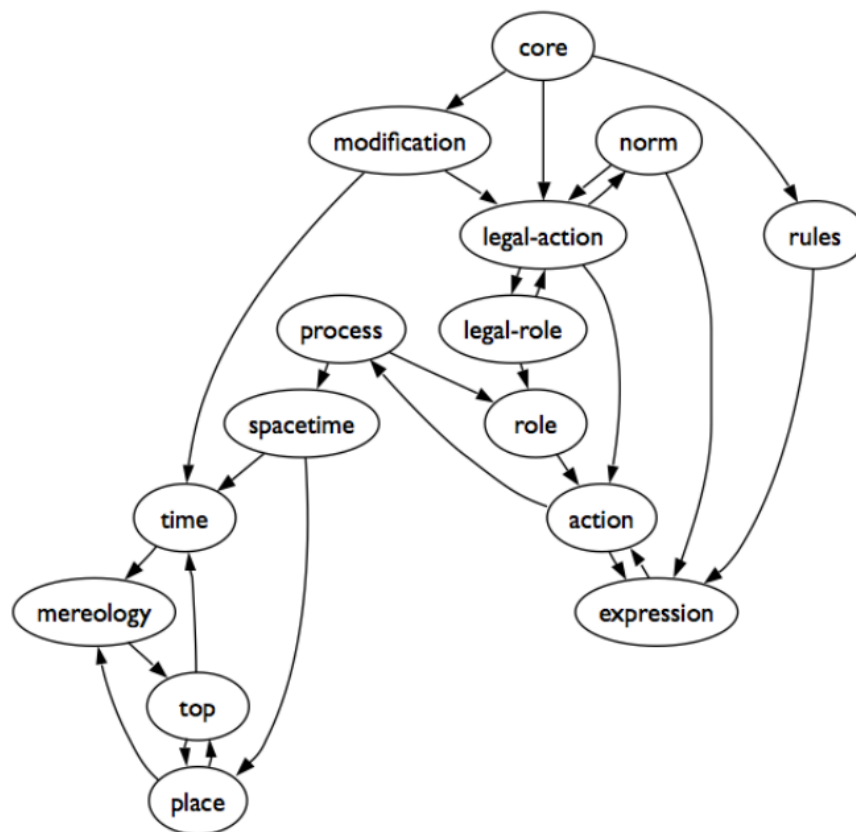 core
modification
norm
legal-action
rules
process
legal-role
spacetime
role
time
action
mereology
expression
top
place